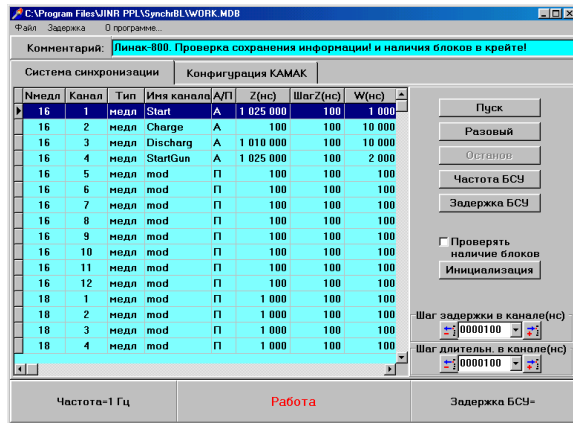 C:\Program Files\JINR PPL\SynchrBL\WORK.MDB
Файл Задержка О программе...
Комментарий: Линак-800. Проверка сохранения информации! и наличия блоков в крейте!
Система синхронизации Конфигурация КАМАК
Nмедл Канал Тип Имя канала А/П Z(нс) ШагZ(нс) W(нс)
16 1 медл Start А 1 025 000 100 1 000
16 2 медл Charge А 100 100 10 000
16 3 медл Discharg А 1 010 000 100 10 000
16 4 медл StartGun А 1 025 000 100 2 000
16 5 медл mod П 100 100 100
16 6 медл mod П 100 100 100
16 7 медл mod П 100 100 100
16 8 медл mod П 100 100 100
16 9 медл mod П 100 100 100
16 10 медл mod П 100 100 100
16 11 медл mod П 100 100 100
16 12 медл mod П 100 100 100
18 1 медл mod П 1 000 100 100
18 2 медл mod П 1 000 100 100
18 3 медл mod П 1 000 100 100
18 4 медл mod П 1 000 100 100
Пуск
Разовый
Останов
Частота БСУ
Задержка БСУ
Проверять
наличие блоков
Инициализация
Шаг задержки в канале(нс)
0000100
Шаг длительн. в канале(нс)
0000100
Частота=1 Гц Работа Задержка БСУ=